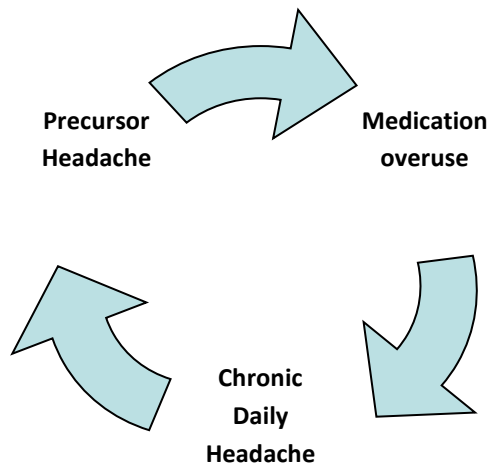 Precursor
Headache
Medication
overuse
Chronic
Daily
Headache